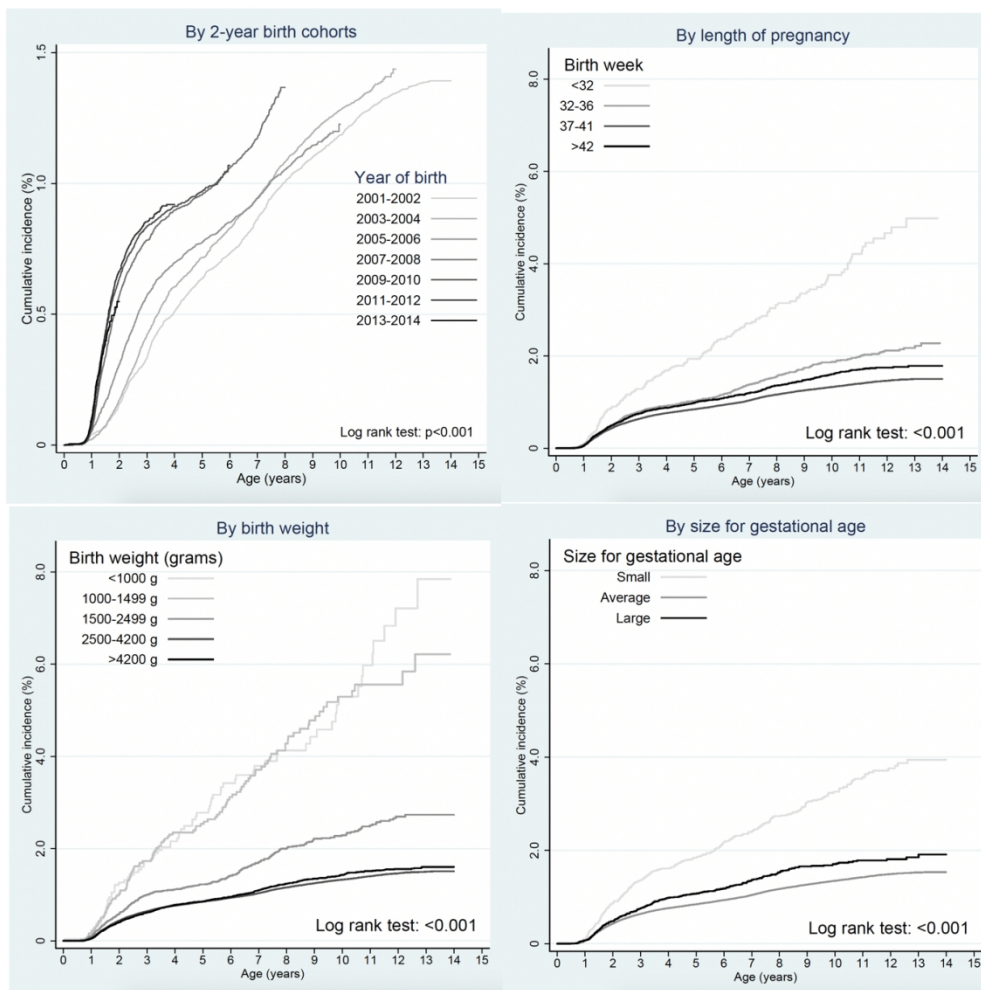 By 2-year birth cohorts
1.5
1.0
0.5
0
Cumulative incidence (%)
Year of birth
2001-2002
2003-2004
2005-2006
2007-2008
2009-2010
2011-2012
2013-2014
Log rank test: p<0.001
0 1 2 3 4 5 6 7 8 9 10 11 12 13 14 15
Age (years)
By length of pregnancy
8.0
6.0
4.0
2.0
0
Cumulative incidence (%)
Birth week
<32
32-36
37-41
>42
Log rank test: <0.001
0 1 2 3 4 5 6 7 8 9 10 11 12 13 14 15
Age (years)
By birth weight
8.0
6.0
4.0
2.0
0
Cumulative incidence (%)
Birth weight (grams)
<1000 g
1000-1499 g
1500-2499 g
2500-4200 g
>4200 g
Log rank test: <0.001
0 1 2 3 4 5 6 7 8 9 10 11 12 13 14 15
Age (years)
By size for gestational age
8.0
6.0
4.0
2.0
0
Cumulative incidence (%)
Size for gestational age
Small
Average
Large
Log rank test: <0.001
0 1 2 3 4 5 6 7 8 9 10 11 12 13 14 15
Age (years)